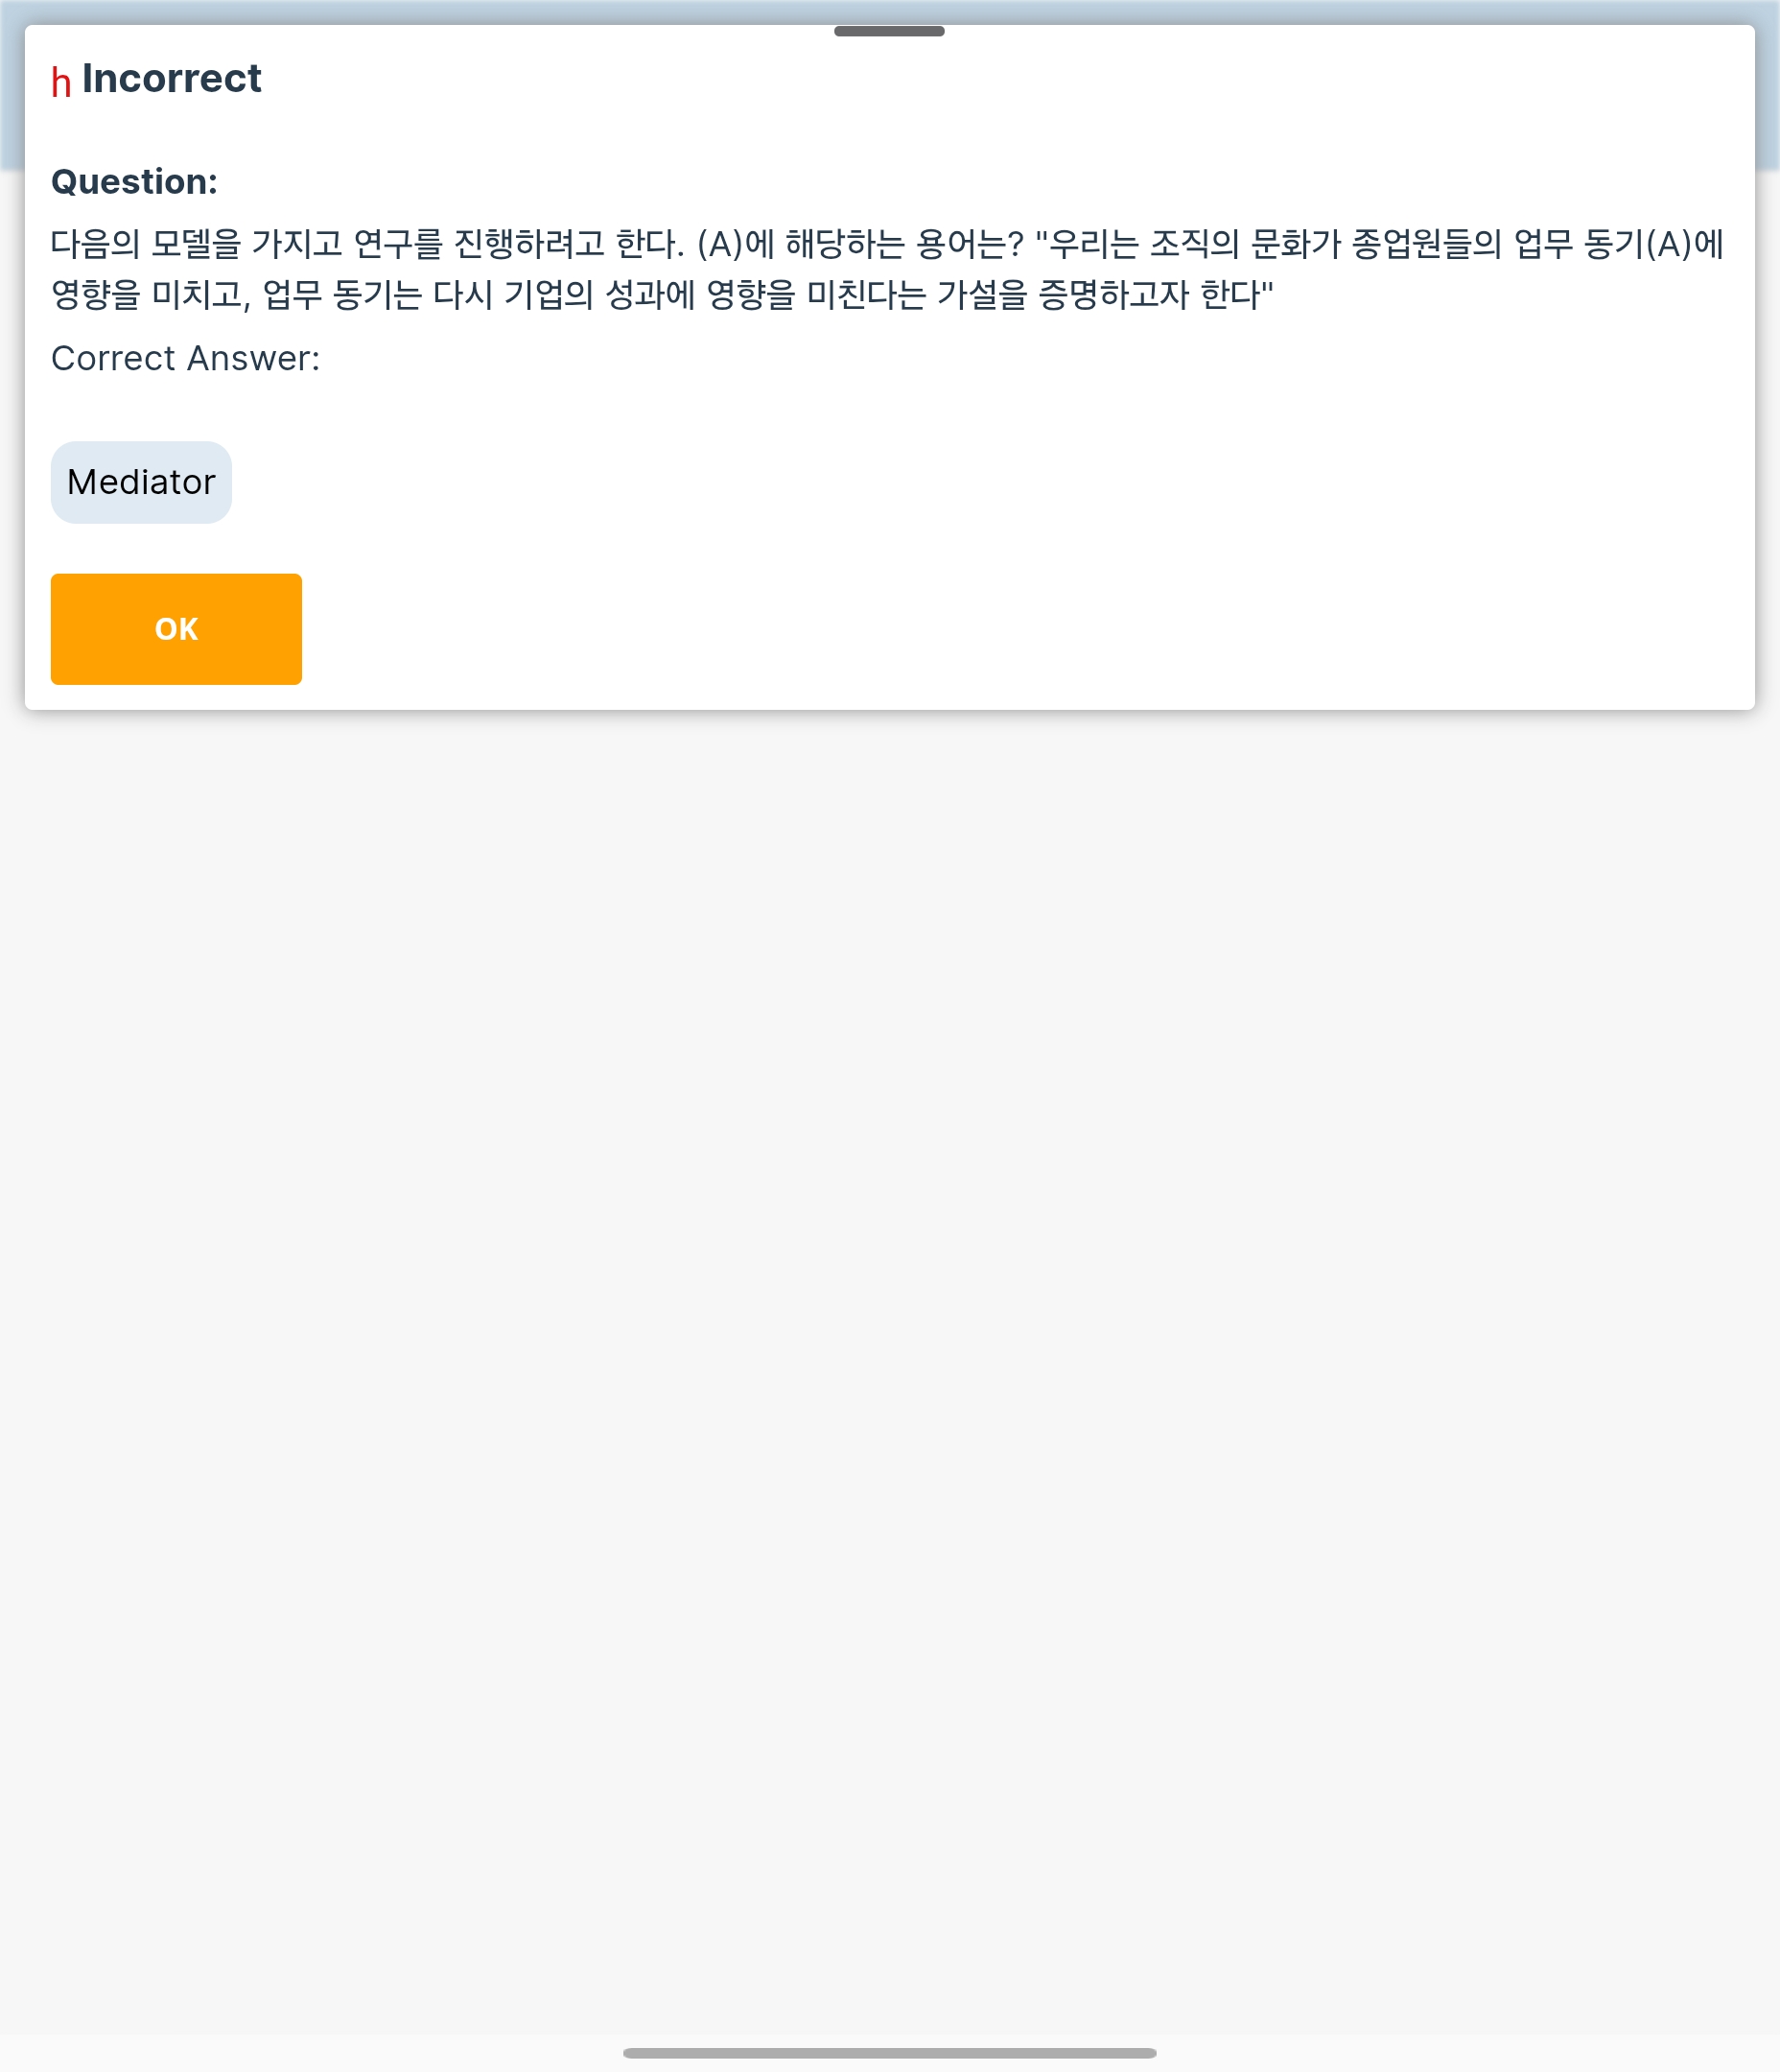 h Incorrect
Question:
다음의 모델을 가지고 연구를 진행하려고 한다. (A)에 해당하는 용어는? "우리는 조직의 문화가 종업원들의 업무 동기(A)에
영향을 미치고, 업무 동기는 다시 기업의 성과에 영향을 미친다는 가설을 증명하고자 한다"
Correct Answer:
Mediator
OK